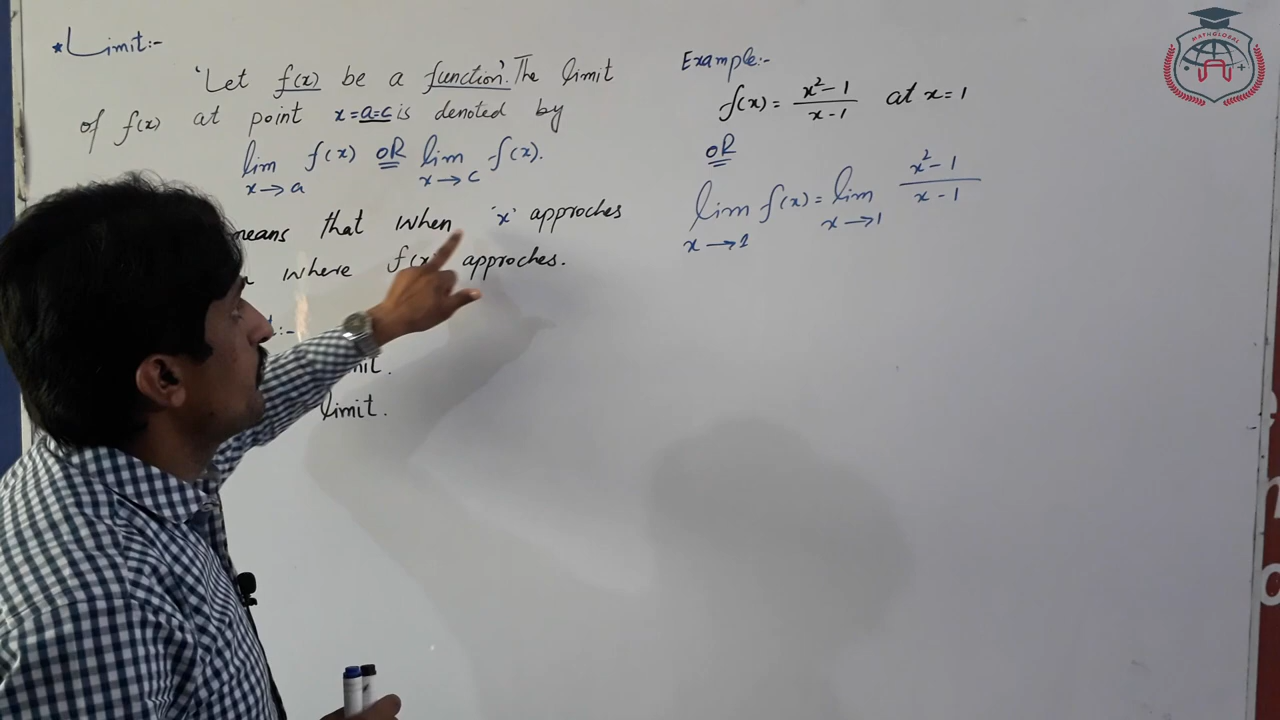 *Limit:-
'Let f(x) be a function'. The limit
of f(x) at point x=a=c is denoted by
lim f(x) OR lim f(x).
x→a x→c
means that when 'x' approches
where f(x) approches.
limit.
Example:-
f(x) = x²-1 / x-1 at x=1
OR
lim f(x) = lim x²-1 / x-1
x→1 x→1
MATHGLOBAL